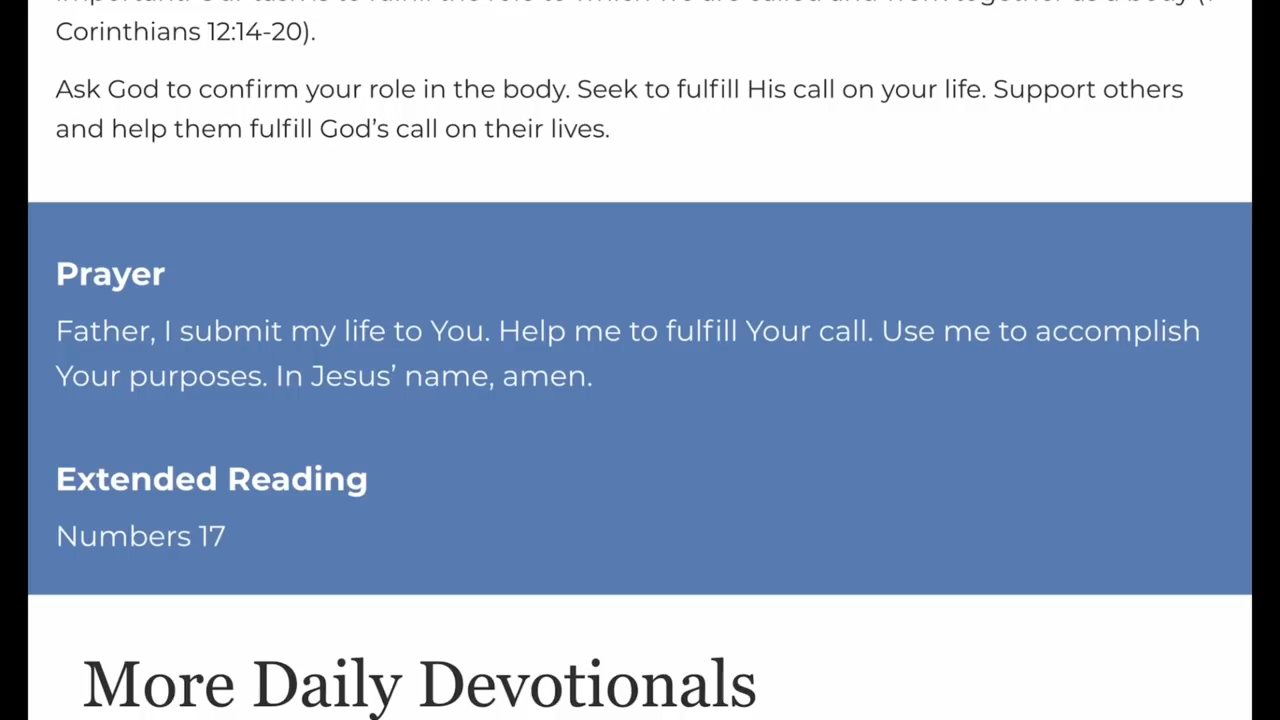 Corinthians 12:14-20).
Ask God to confirm your role in the body. Seek to fulfill His call on your life. Support others
and help them fulfill God’s call on their lives.
Prayer
Father, I submit my life to You. Help me to fulfill Your call. Use me to accomplish
Your purposes. In Jesus’ name, amen.
Extended Reading
Numbers 17
More Daily Devotionals